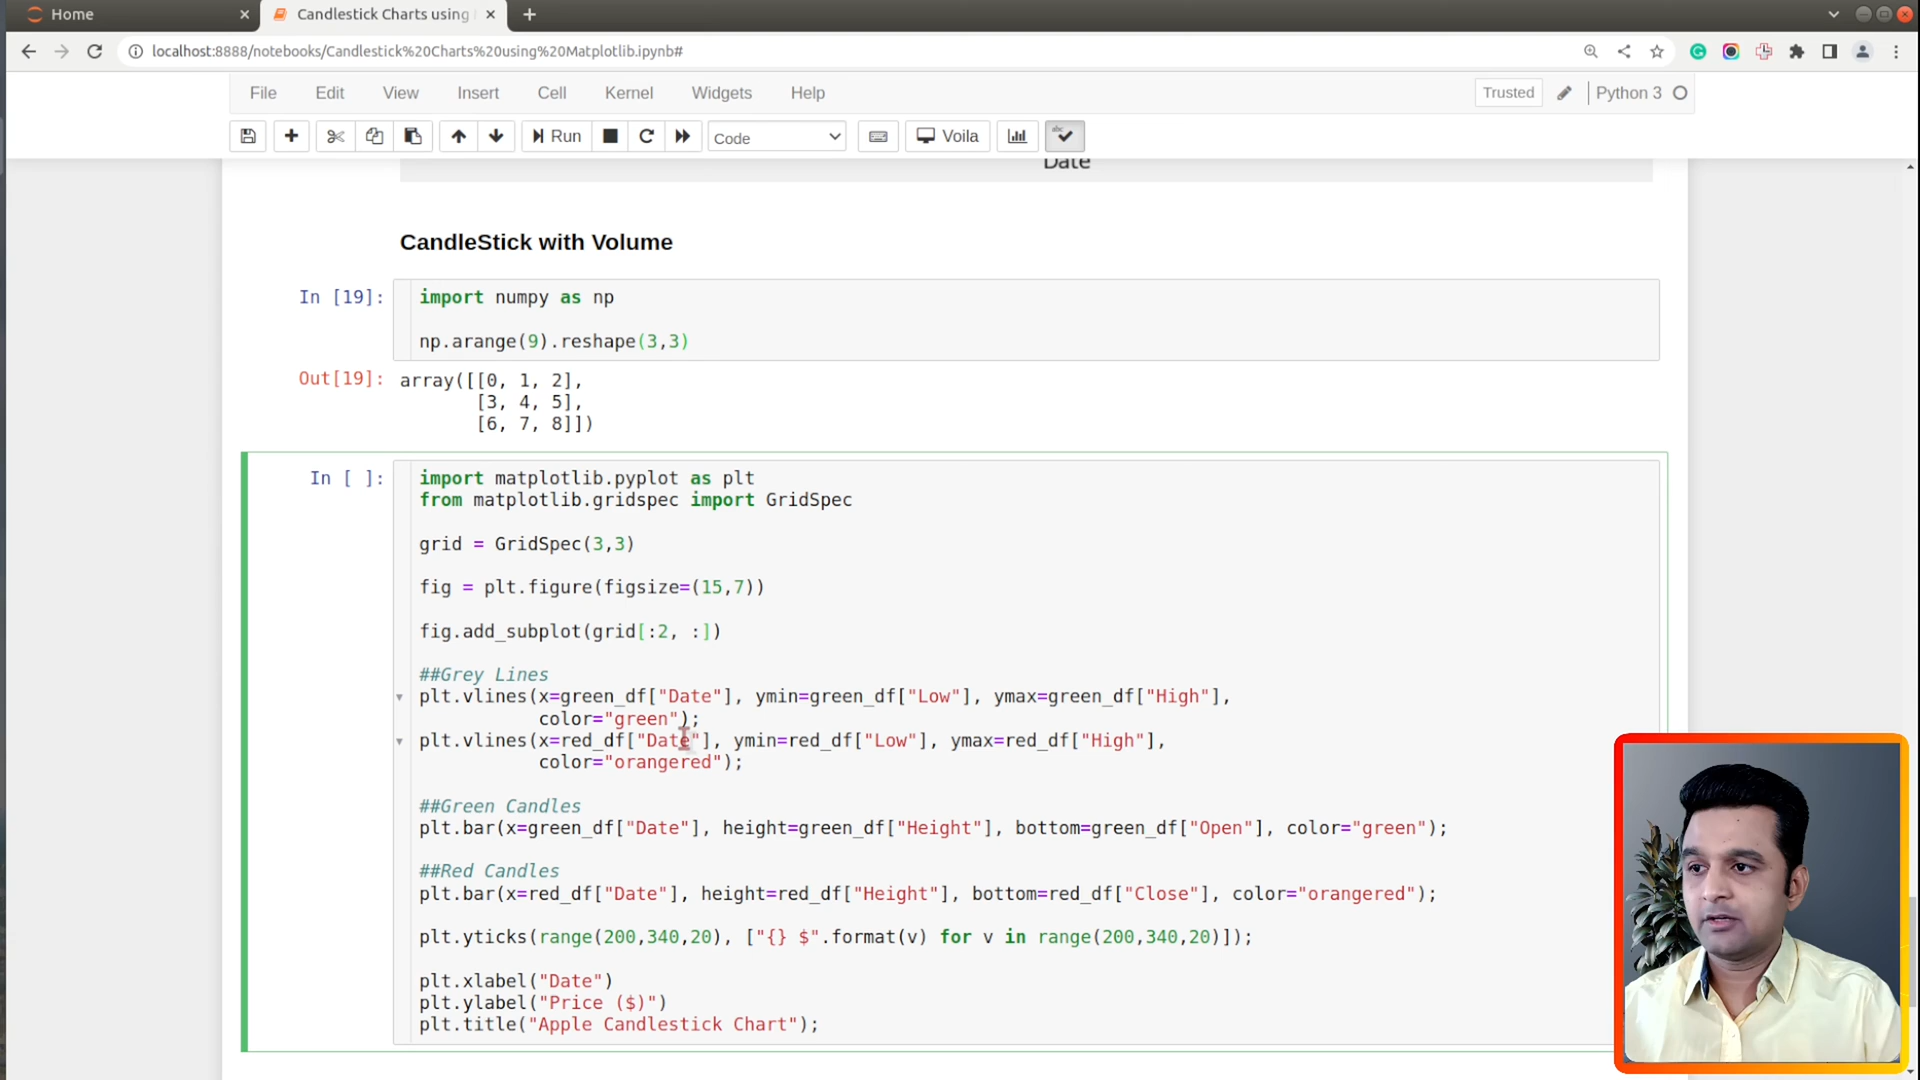 Home
Candlestick Charts using
localhost:8888/notebooks/Candlestick%20Charts%20using%20Matplotlib.ipynb#
File Edit View Insert Cell Kernel Widgets Help Trusted Python 3
Run Code Voila
Date
CandleStick with Volume
In [19]: import numpy as np
np.arange(9).reshape(3,3)
Out[19]: array([[0, 1, 2],
[3, 4, 5],
[6, 7, 8]])
In [ ]: import matplotlib.pyplot as plt
from matplotlib.gridspec import GridSpec
grid = GridSpec(3,3)
fig = plt.figure(figsize=(15,7))
fig.add_subplot(grid[:2, :])
##Grey Lines
plt.vlines(x=green_df["Date"], ymin=green_df["Low"], ymax=green_df["High"],
color="green");
plt.vlines(x=red_df["Date"], ymin=red_df["Low"], ymax=red_df["High"],
color="orangered");
##Green Candles
plt.bar(x=green_df["Date"], height=green_df["Height"], bottom=green_df["Open"], color="green");
##Red Candles
plt.bar(x=red_df["Date"], height=red_df["Height"], bottom=red_df["Close"], color="orangered");
plt.yticks(range(200,340,20), ["{} $".format(v) for v in range(200,340,20)]);
plt.xlabel("Date")
plt.ylabel("Price ($)")
plt.title("Apple Candlestick Chart");